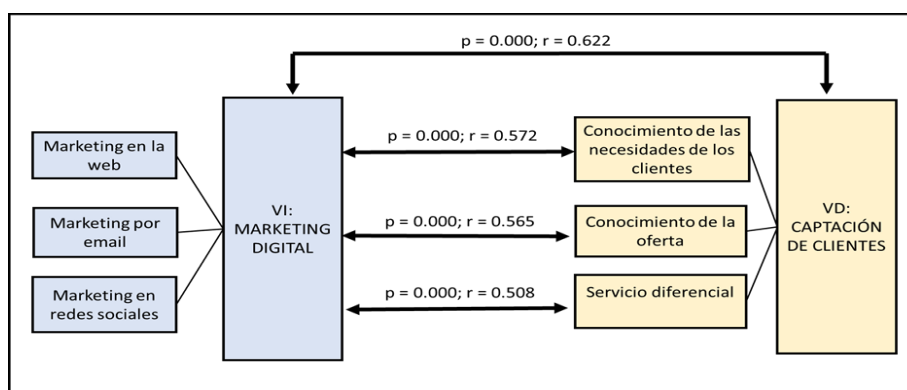 p = 0.000; r = 0.622
Marketing en la
web
Marketing por
email
Marketing en
redes sociales
VI:
MARKETING
DIGITAL
p = 0.000; r = 0.572
p = 0.000; r = 0.565
p = 0.000; r = 0.508
Conocimiento de las
necesidades de los
clientes
Conocimiento de la
oferta
Servicio diferencial
VD:
CAPTACIÓN
DE CLIENTES